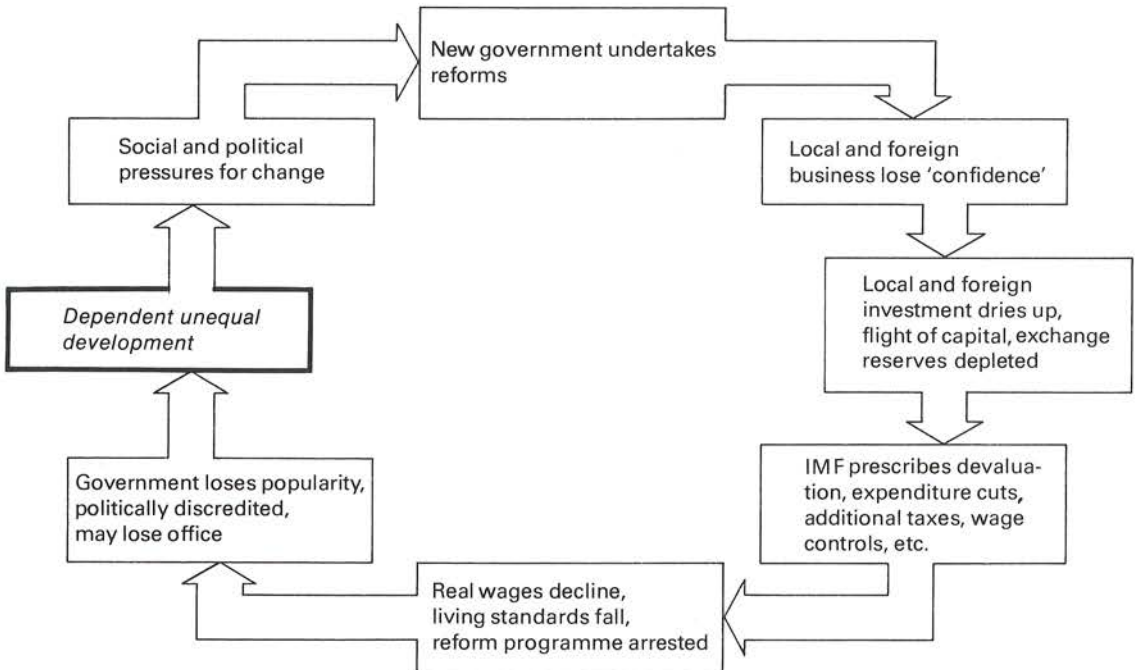 New government undertakes
reforms
Social and political
pressures for change
Local and foreign
business lose ‘confidence’
Dependent unequal
development
Local and foreign
investment dries up,
flight of capital, exchange
reserves depleted
Government loses popularity,
politically discredited,
may lose office
IMF prescribes devalua-
tion, expenditure cuts,
additional taxes, wage
controls, etc.
Real wages decline,
living standards fall,
reform programme arrested